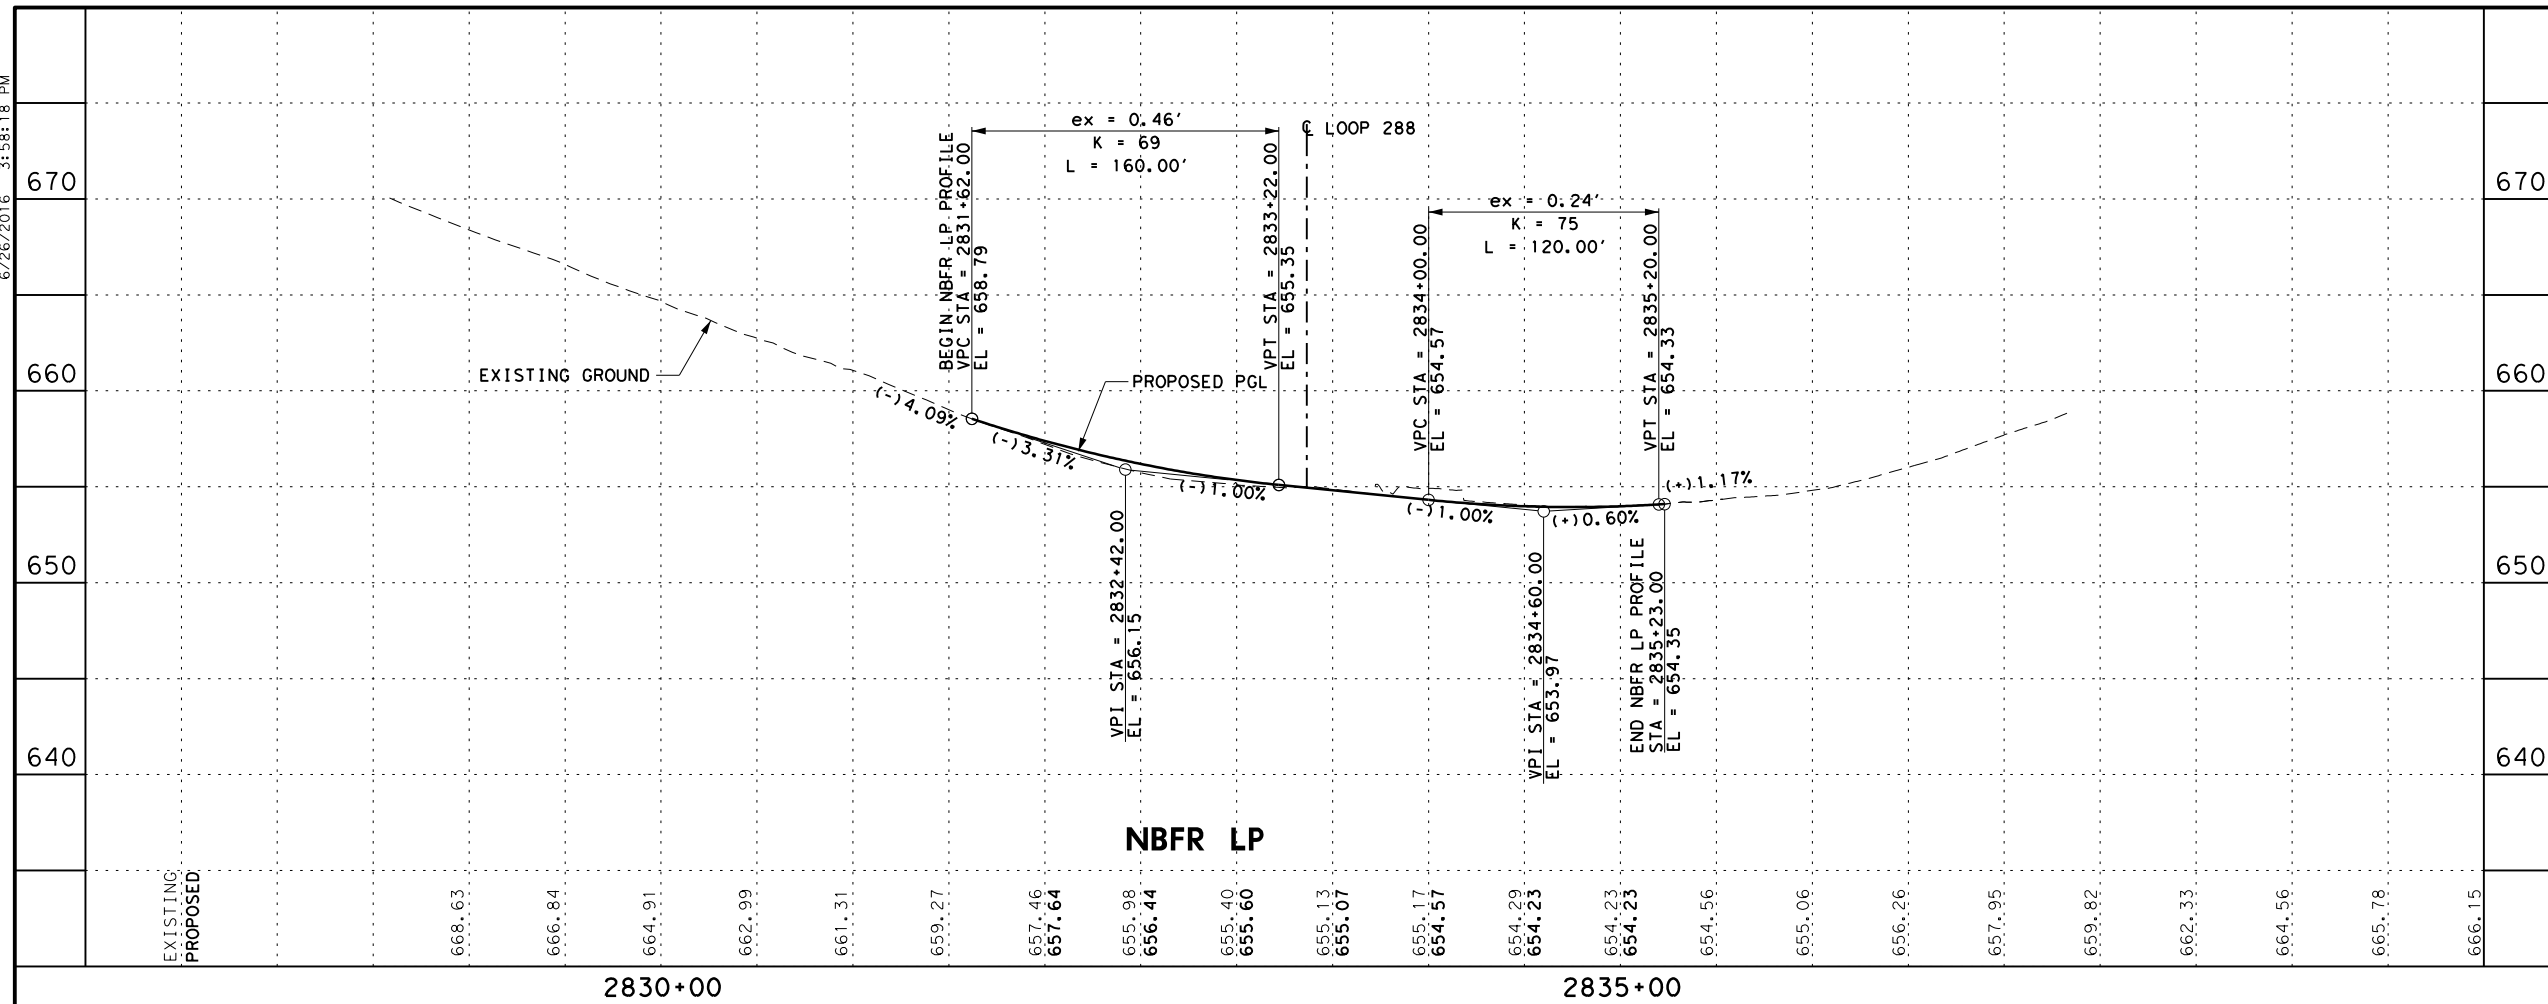 6/26/2016 3:58:18 PM
670
660
650
640
670
660
650
640
ex = 0.46'
K = 69
L = 160.00'
℄ LOOP 288
ex = 0.24'
K = 75
L = 120.00'
BEGIN NBFR LP PROFILE
VPC STA = 2831+62.00
EL = 658.79
VPT STA = 2833+22.00
EL = 655.35
VPC STA = 2834+00.00
EL = 654.57
VPT STA = 2835+20.00
EL = 654.33
EXISTING GROUND
PROPOSED PGL
(-)4.09%
(-)3.31%
(-)1.00%
(-)1.00%
(+)0.60%
(+)1.17%
VPI STA = 2832+42.00
EL = 656.15
VPI STA = 2834+60.00
EL = 653.97
END NBFR LP PROFILE
STA = 2835+23.00
EL = 654.35
NBFR LP
EXISTING
PROPOSED
668.63
666.84
664.91
662.99
661.31
659.27
657.46
657.64
655.98
656.44
655.40
655.60
655.13
655.07
655.17
654.57
654.29
654.23
654.23
654.23
654.56
655.06
656.26
657.95
659.82
662.33
664.56
665.78
666.15
2830+00
2835+00